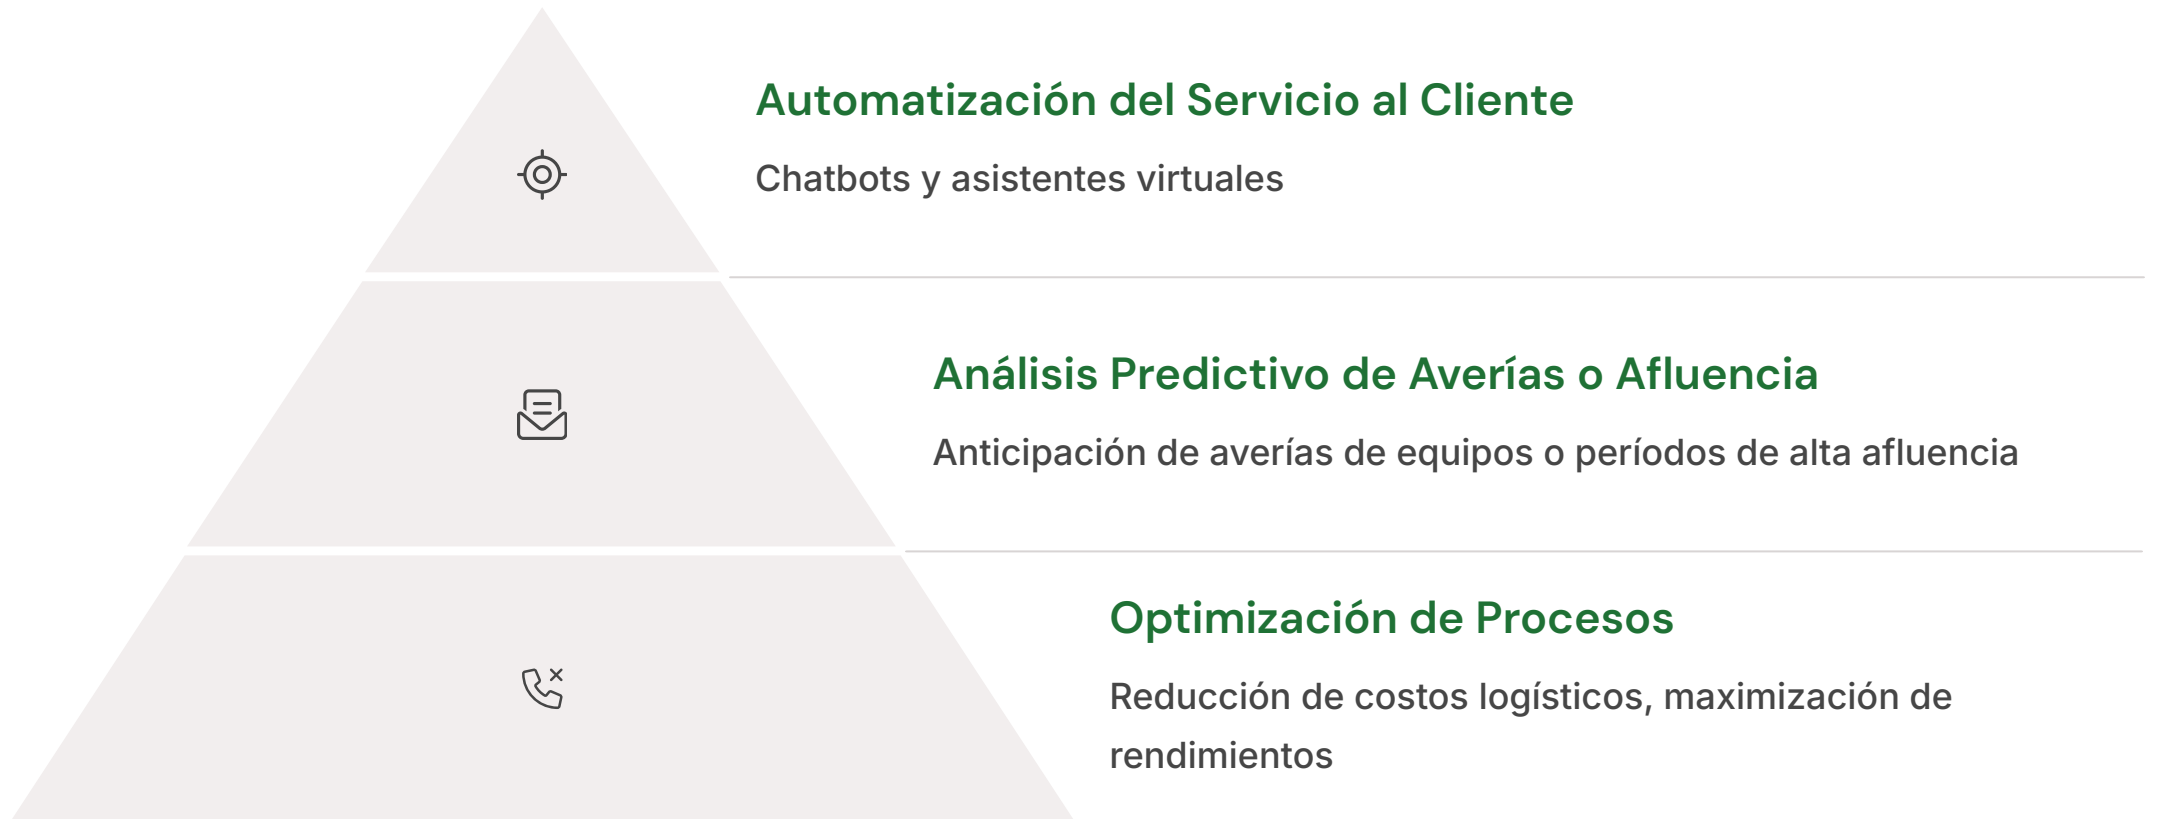 Automatización del Servicio al Cliente
Chatbots y asistentes virtuales
Análisis Predictivo de Averías o Afluencia
Anticipación de averías de equipos o períodos de alta afluencia
Optimización de Procesos
Reducción de costos logísticos, maximización de
rendimientos